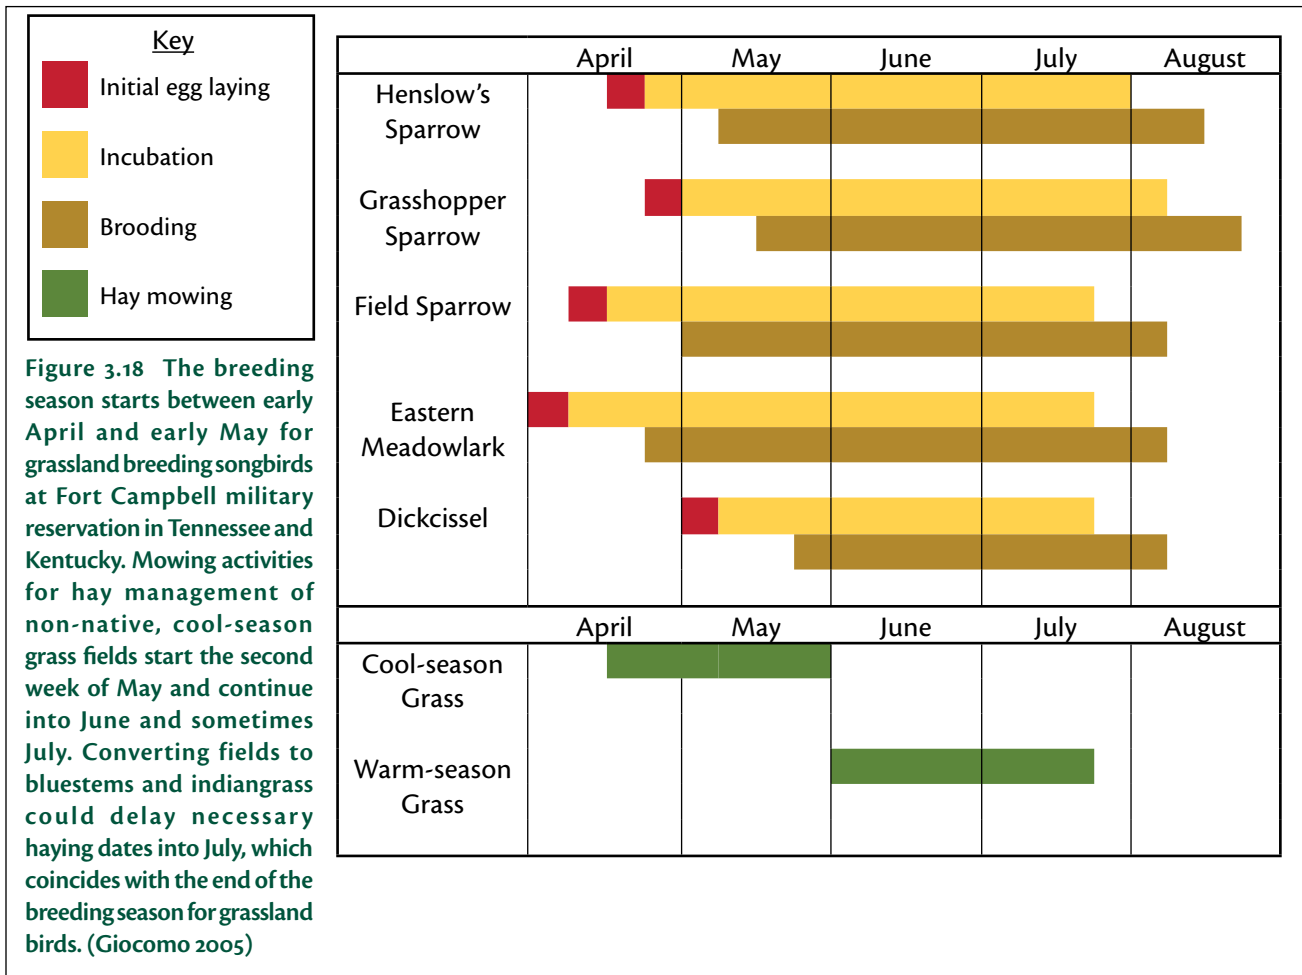 Key
Initial egg laying
Incubation
Brooding
Hay mowing
Figure 3.18 The breeding
season starts between early
April and early May for
grassland breeding songbirds
at Fort Campbell military
reservation in Tennessee and
Kentucky. Mowing activities
for hay management of
non-native, cool-season
grass fields start the second
week of May and continue
into June and sometimes
July. Converting fields to
bluestems and indiangrass
could delay necessary
haying dates into July, which
coincides with the end of the
breeding season for grassland
birds. (Giocomo 2005)
April May June July August
Henslow's
Sparrow
Grasshopper
Sparrow
Field Sparrow
Eastern
Meadowlark
Dickcissel
April May June July August
Cool-season
Grass
Warm-season
Grass